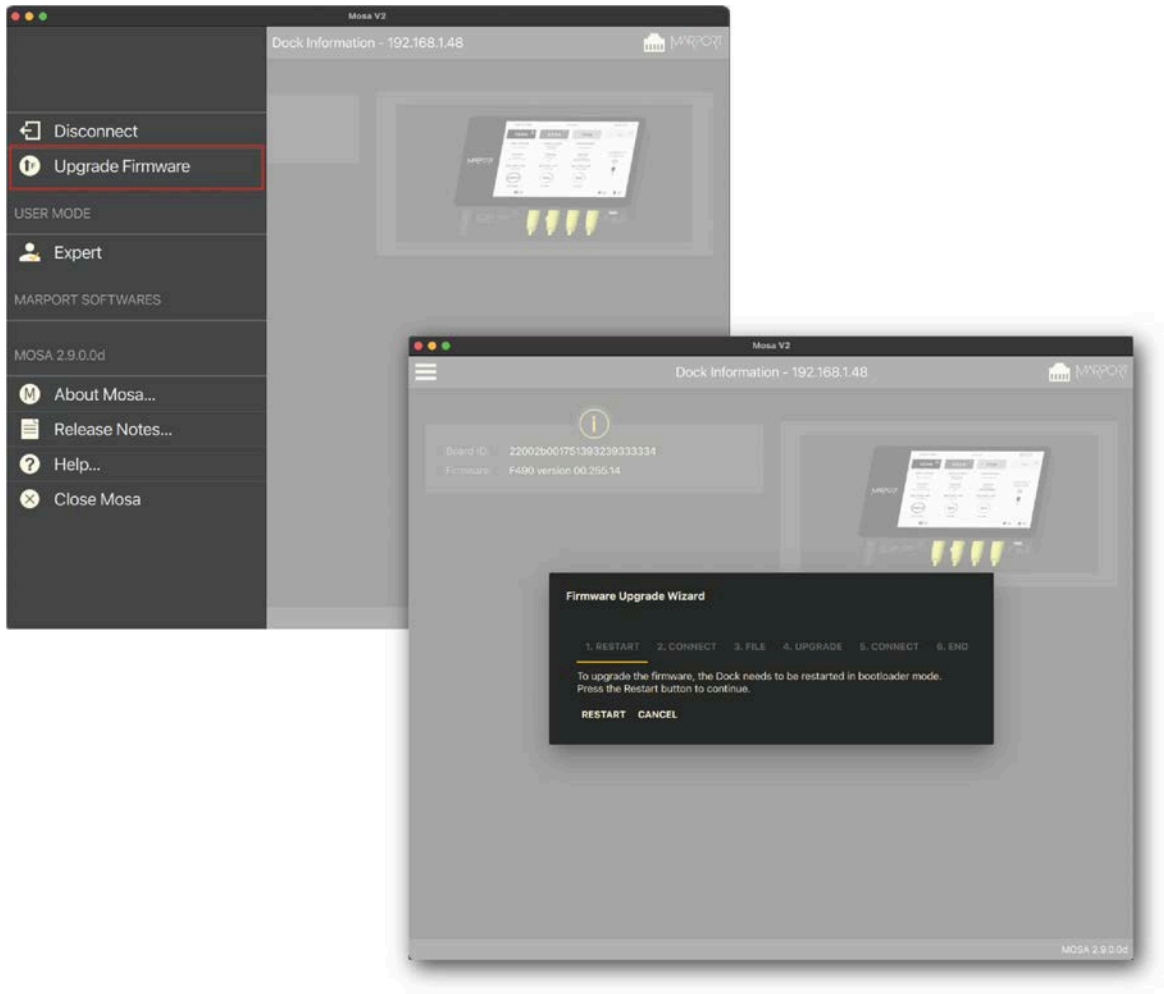 Mosa V2
Dock Information - 192.168.1.48
MARPORT
Disconnect
Upgrade Firmware
USER MODE
Expert
MARPORT SOFTWARES
MOSA 2.9.0.0d
About Mosa...
Release Notes...
Help...
Close Mosa
Mosa V2
Dock Information - 192.168.1.48
MARPORT
Board ID: 22002b001751393239333334
Firmware: F490 version 00.255.14
Firmware Upgrade Wizard
1. RESTART 2. CONNECT 3. FILE 4. UPGRADE 5. CONNECT 6. END
To upgrade the firmware, the Dock needs to be restarted in bootloader mode.
Press the Restart button to continue.
RESTART CANCEL
MOSA 2.9.0.0d